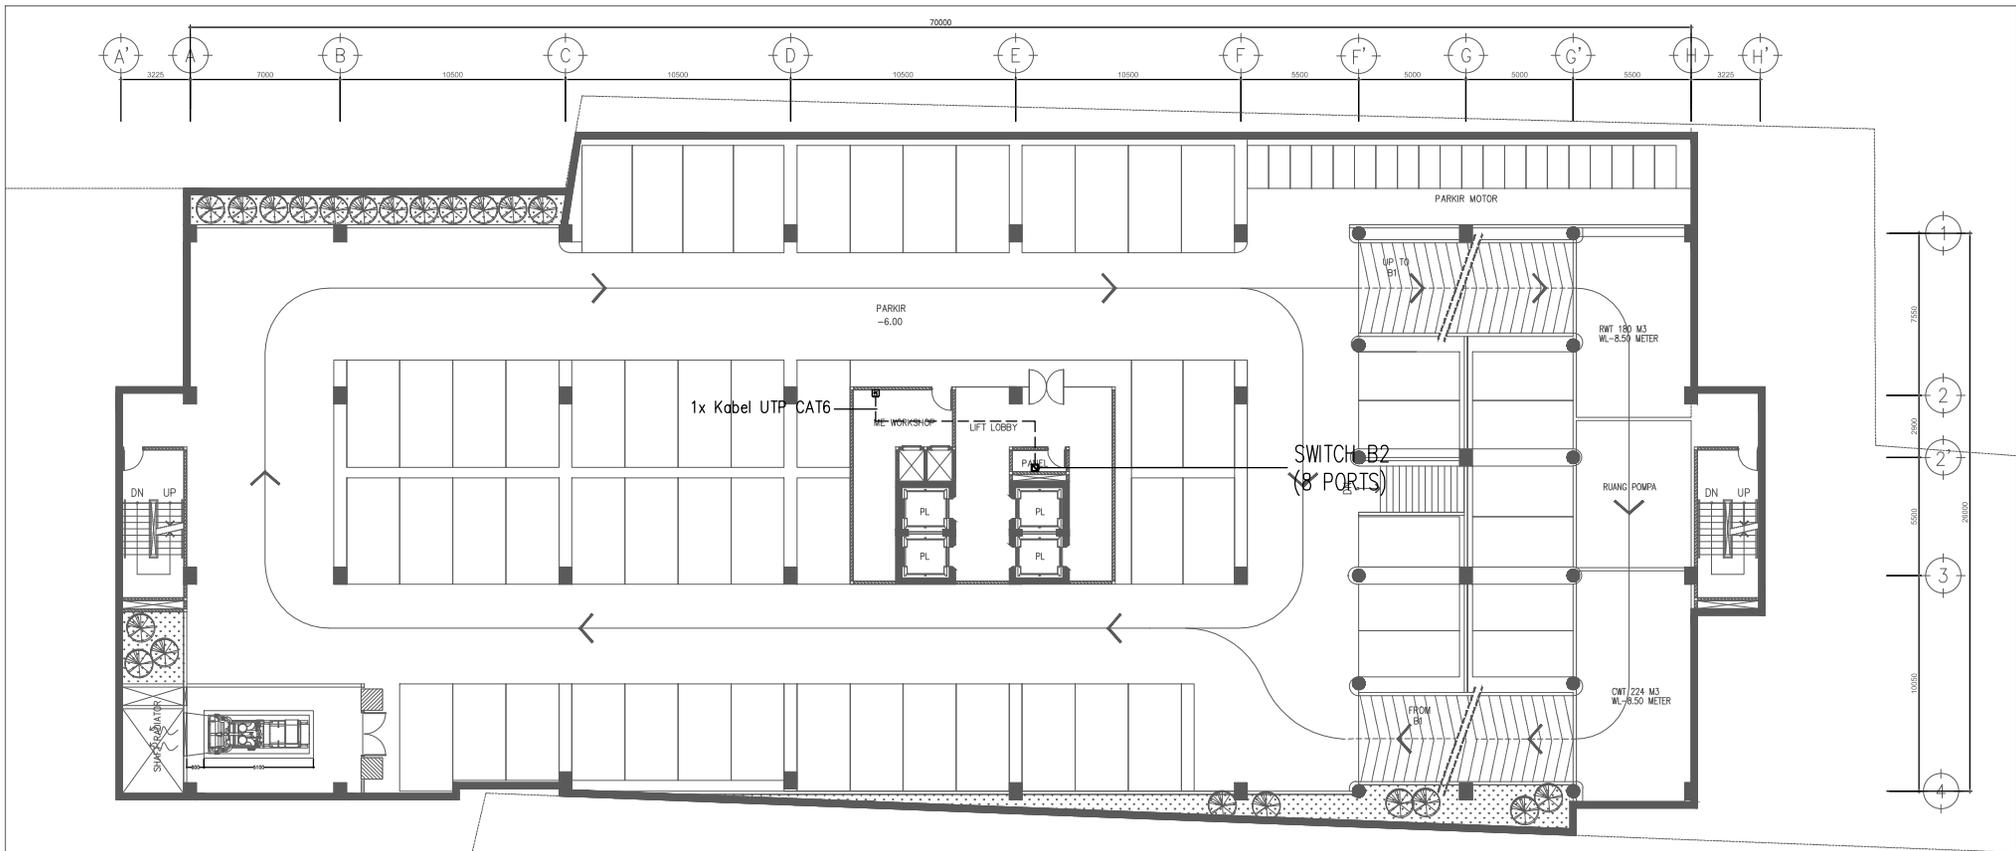 70000
A' A B C D E F F' G G' H H'
3225 7000 10500 10500 10500 10500 5500 5000 5000 5500 3225
PARKIR MOTOR
1
UP TO
B1
PARKIR
-6.00
7550
RWT 180 M3
WL-8.50 METER
2
1x Kabel UTP CAT6
ME WORKSHOP
LIFT LOBBY
2900
SWITCH B2
(8 PORTS)
PANEL
2'
DN UP
RUANG POMPA
DN UP
PL PL
5500
26000
PL PL
3
10050
CWT 224 M3
WL-8.50 METER
FROM
B1
SHAFT RADIATOR
4